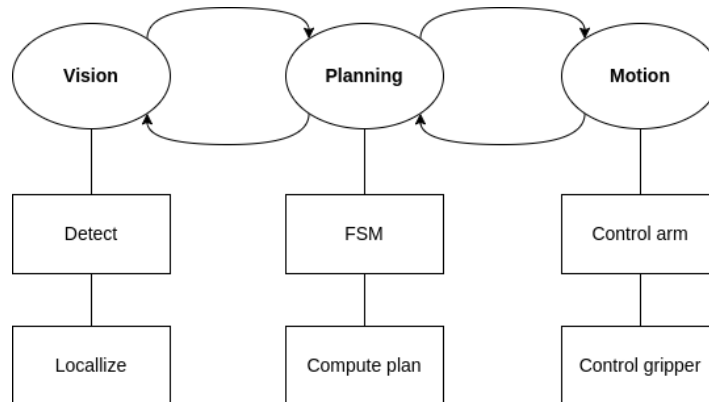 Vision
Planning
Motion
Detect
FSM
Control arm
Locallize
Compute plan
Control gripper